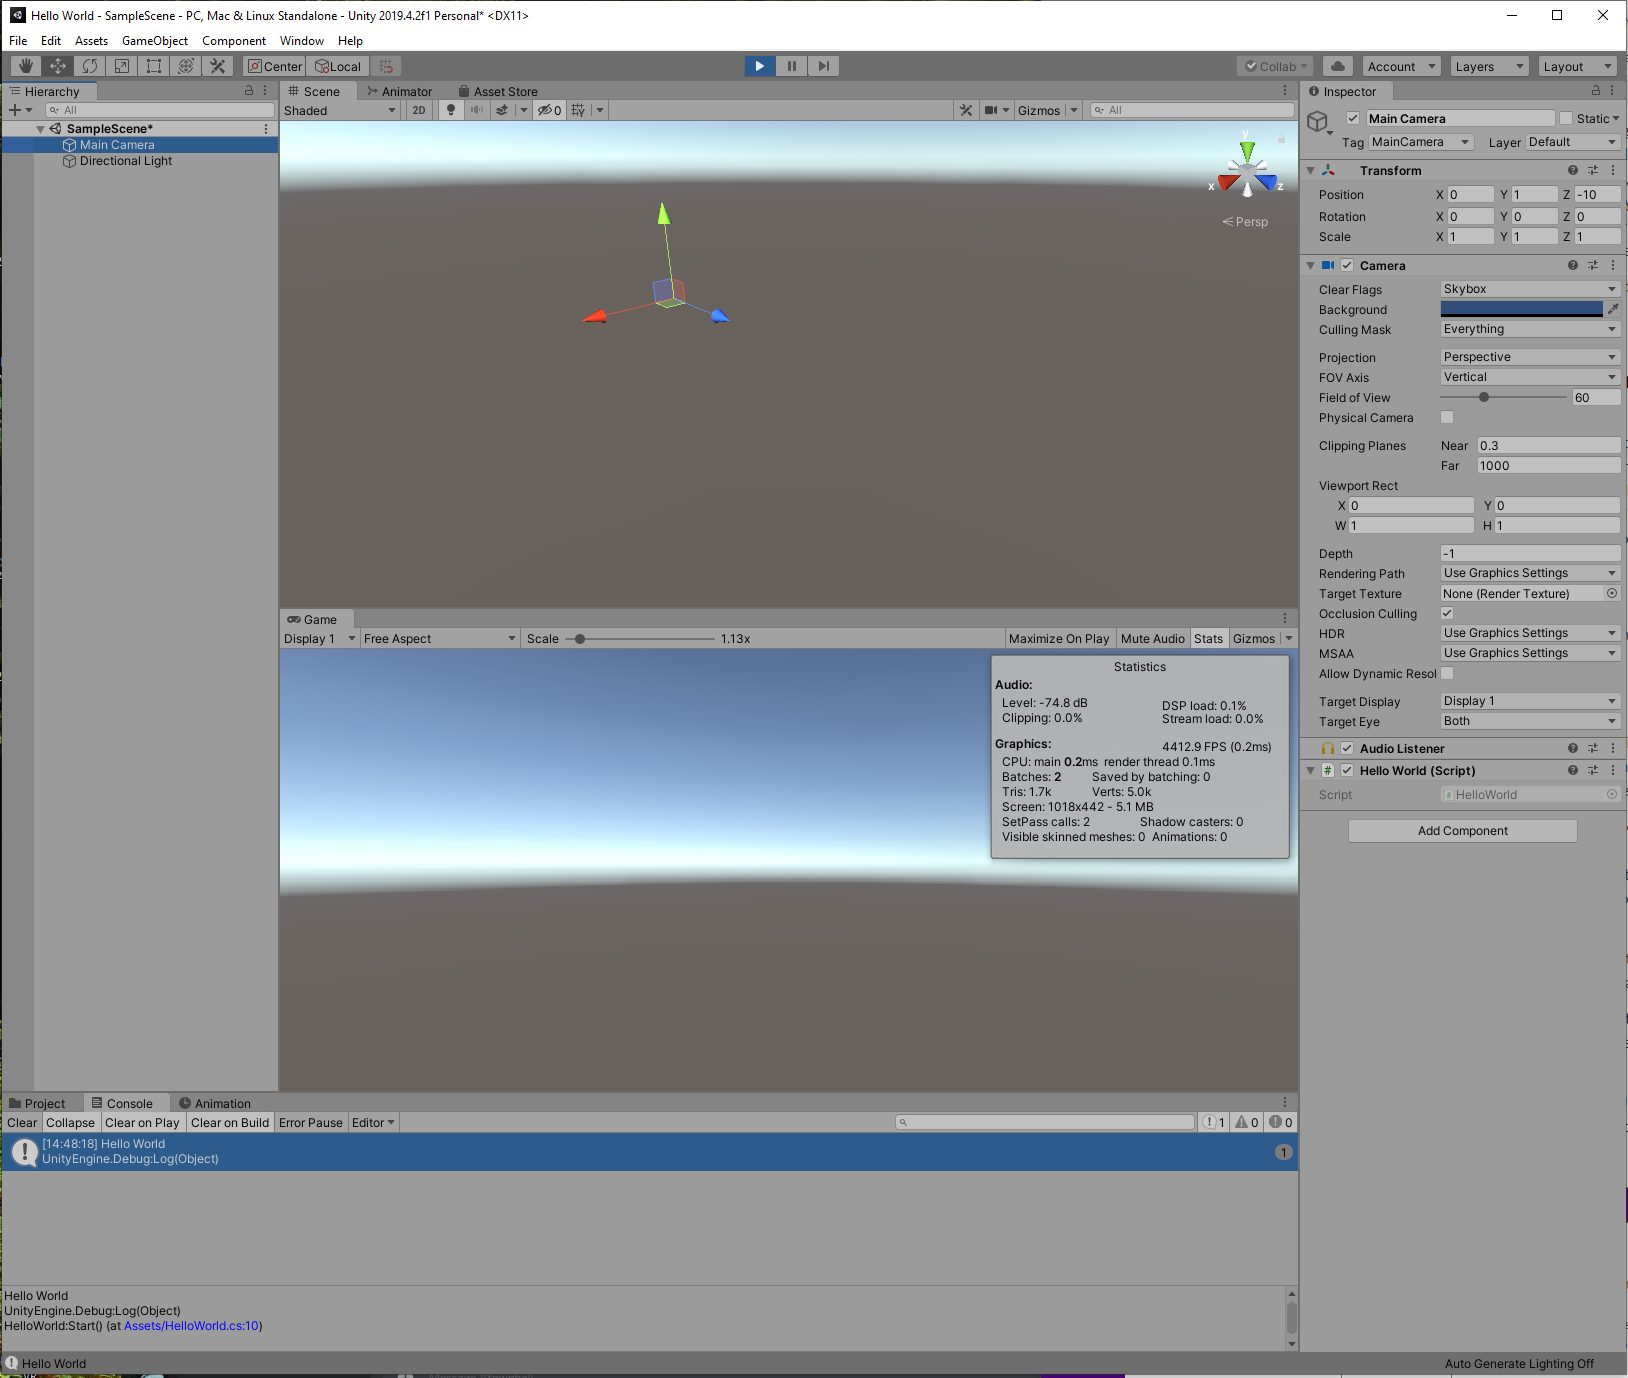 Hello World - SampleScene - PC, Mac & Linux Standalone - Unity 2019.4.2f1 Personal* <DX11>
File Edit Assets GameObject Component Window Help
Center Local Collab Account Layers Layout
Hierarchy
All
SampleScene*
Main Camera
Directional Light
Scene Animator Asset Store
Shaded 2D 0 Gizmos All
y
x z
Persp
Game
Display 1 Free Aspect Scale 1.13x Maximize On Play Mute Audio Stats Gizmos
Statistics
Audio:
Level: -74.8 dB DSP load: 0.1%
Clipping: 0.0% Stream load: 0.0%
Graphics: 4412.9 FPS (0.2ms)
CPU: main 0.2ms render thread 0.1ms
Batches: 2 Saved by batching: 0
Tris: 1.7k Verts: 5.0k
Screen: 1018x442 - 5.1 MB
SetPass calls: 2 Shadow casters: 0
Visible skinned meshes: 0 Animations: 0
Inspector
Main Camera Static
Tag MainCamera Layer Default
Transform
Position X 0 Y 1 Z -10
Rotation X 0 Y 0 Z 0
Scale X 1 Y 1 Z 1
Camera
Clear Flags Skybox
Background
Culling Mask Everything
Projection Perspective
FOV Axis Vertical
Field of View 60
Physical Camera
Clipping Planes Near 0.3
Far 1000
Viewport Rect
X 0 Y 0
W 1 H 1
Depth -1
Rendering Path Use Graphics Settings
Target Texture None (Render Texture)
Occlusion Culling
HDR Use Graphics Settings
MSAA Use Graphics Settings
Allow Dynamic Resol
Target Display Display 1
Target Eye Both
Audio Listener
# Hello World (Script)
Script HelloWorld
Add Component
Project Console Animation
Clear Collapse Clear on Play Clear on Build Error Pause Editor 1 0 0
[14:48:18] Hello World
UnityEngine.Debug:Log(Object) 1
Hello World
UnityEngine.Debug:Log(Object)
HelloWorld:Start() (at Assets/HelloWorld.cs:10)
Hello World Auto Generate Lighting Off